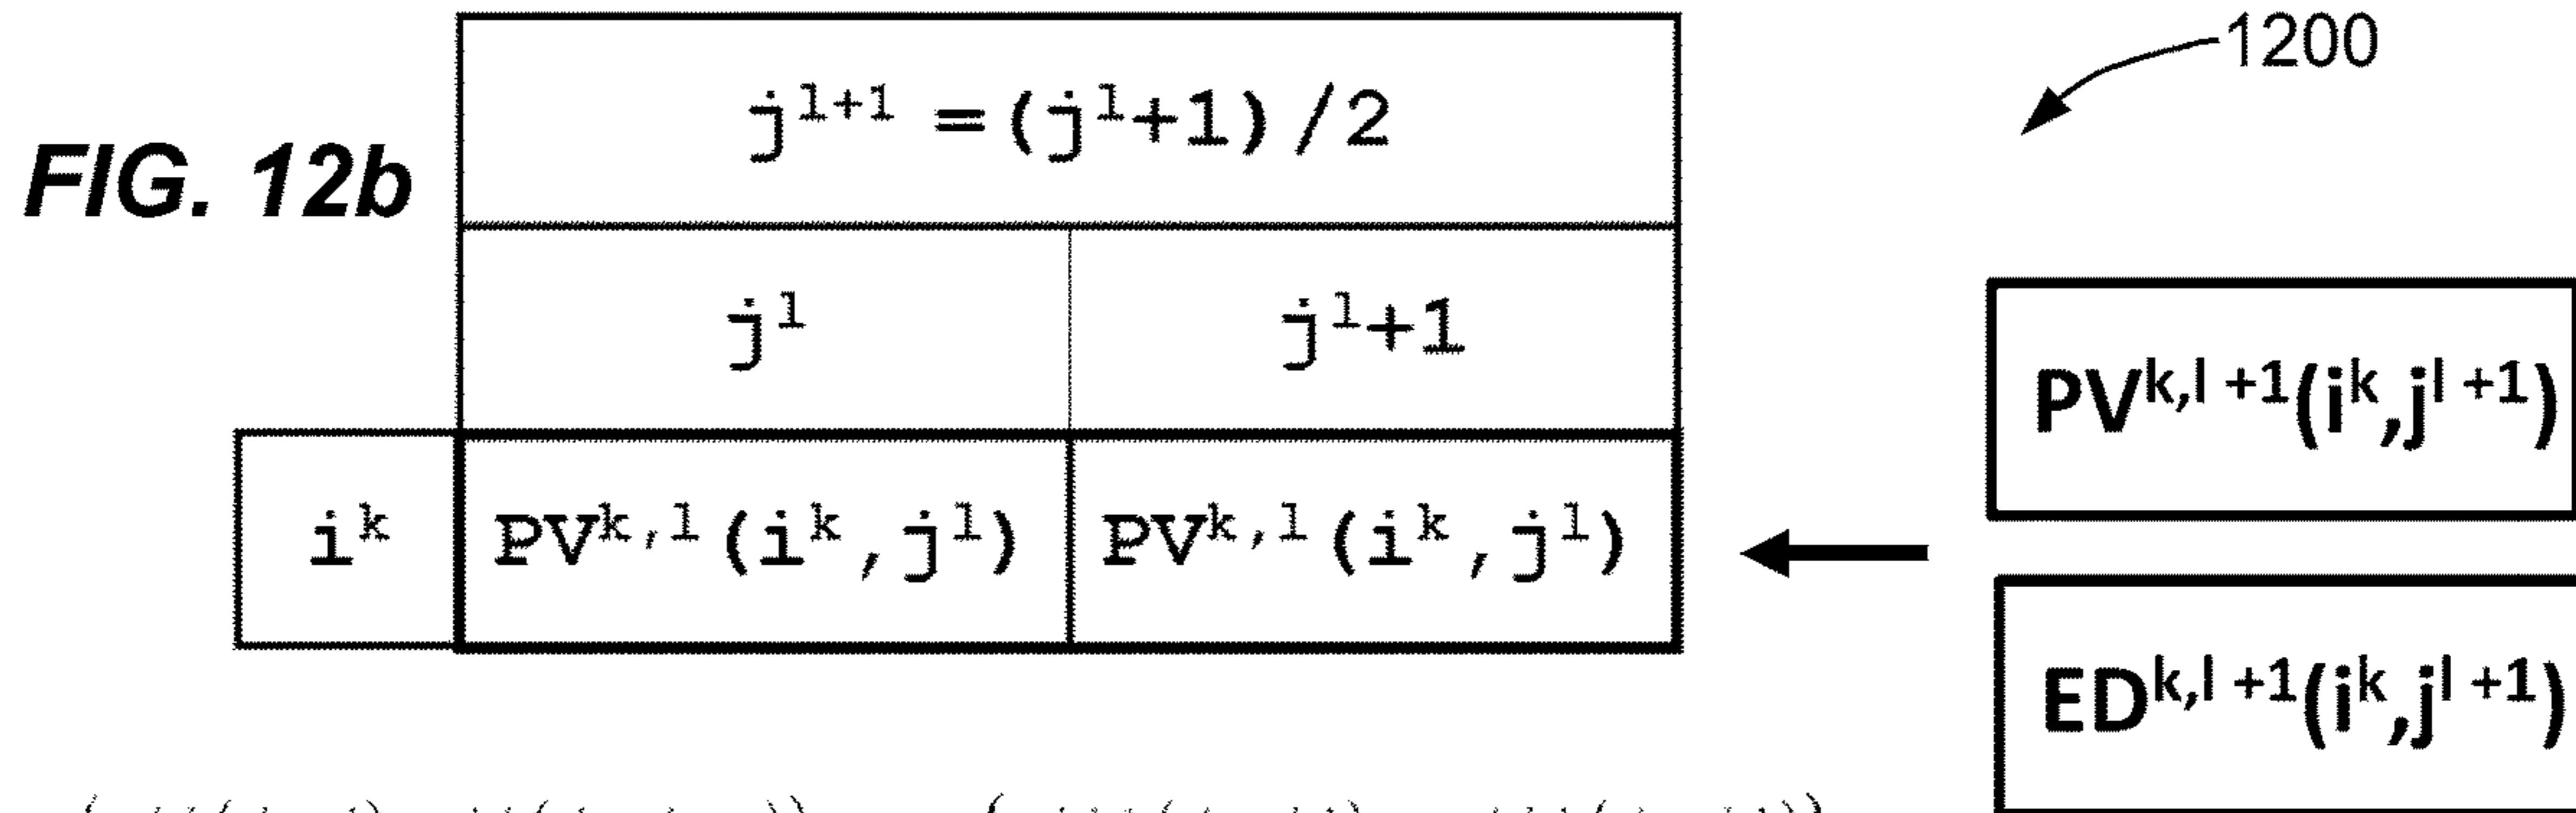 1200
j^{l+1} = (j^l+1)/2
FIG. 12b
j^l j^l+1
PV^{k,l+1}(i^k,j^{l+1})
i^k PV^{k,l}(i^k,j^l) PV^{k,l}(i^k,j^l)
ED^{k,l+1}(i^k,j^{l+1})